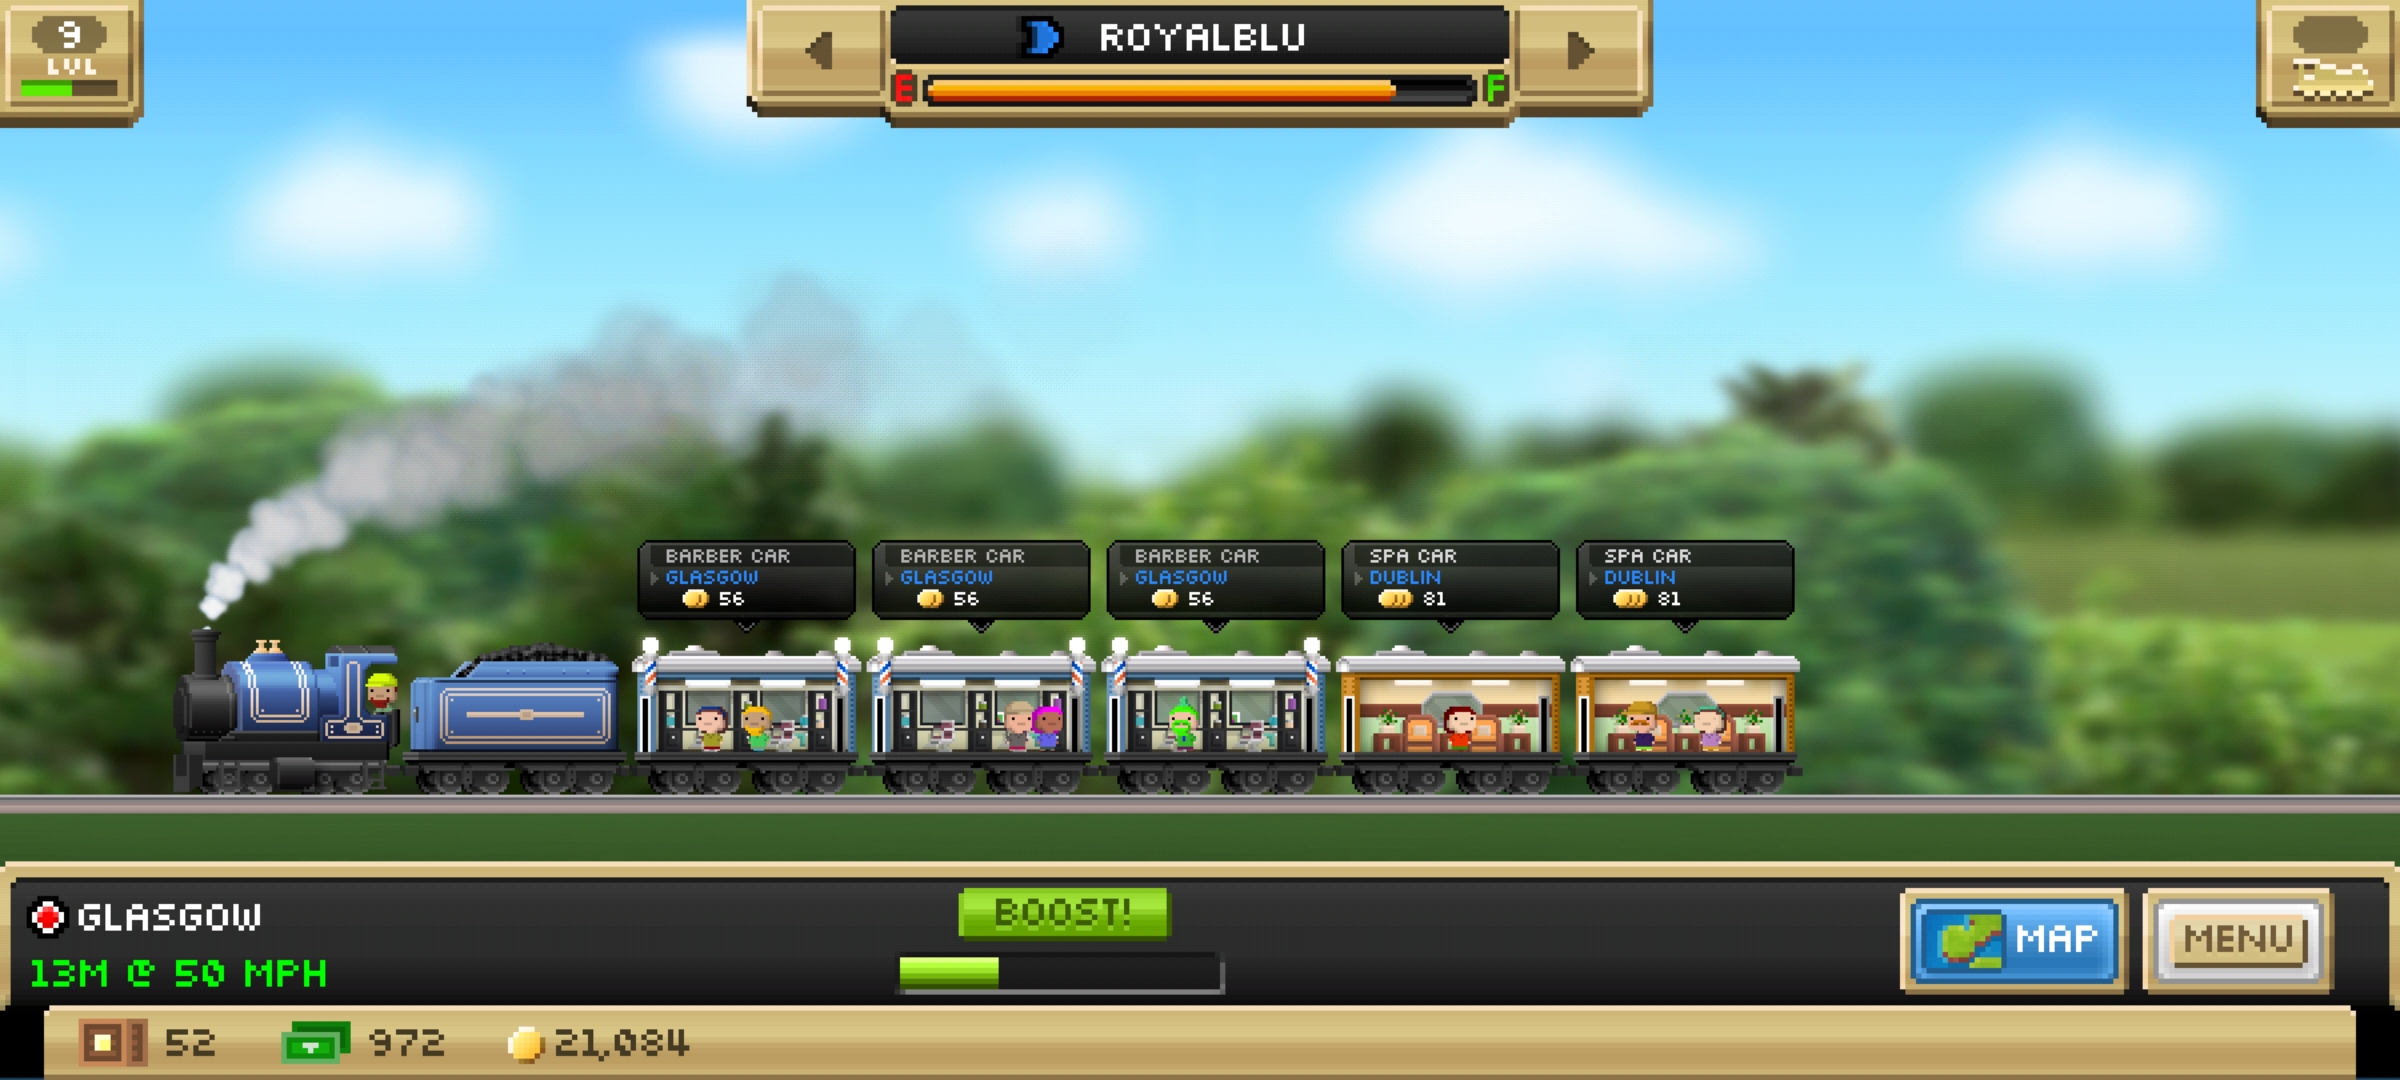 9
LVL
ROYALBLU
E
F
BARBER CAR
GLASGOW
56
BARBER CAR
GLASGOW
56
BARBER CAR
GLASGOW
56
SPA CAR
DUBLIN
81
SPA CAR
DUBLIN
81
GLASGOW
13M @ 50 MPH
BOOST!
MAP
MENU
52
972
21,084